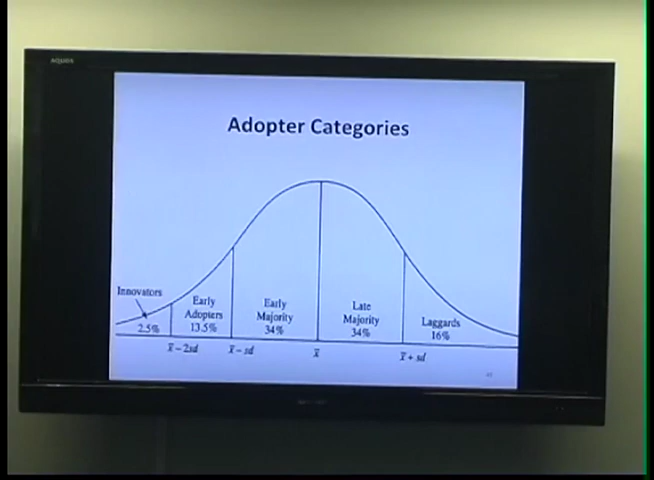 AQUOS
Adopter Categories
Innovators
2.5%
Early
Adopters
13.5%
Early
Majority
34%
Late
Majority
34%
Laggards
16%
x̄ – 2sd
x̄ – sd
x̄
x̄ + sd